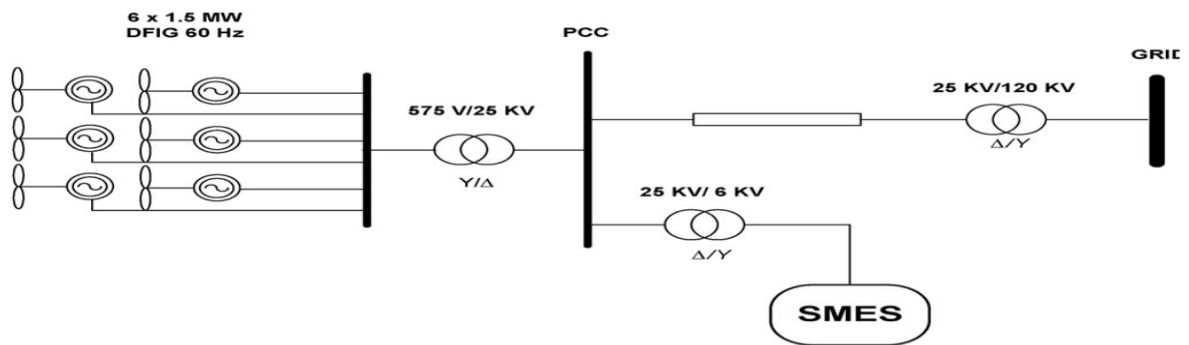 6 x 1.5 MW
DFIG 60 Hz
PCC
GRID
575 V/25 KV
25 KV/120 KV
Y/Δ
Δ/Y
25 KV/ 6 KV
Δ/Y
SMES